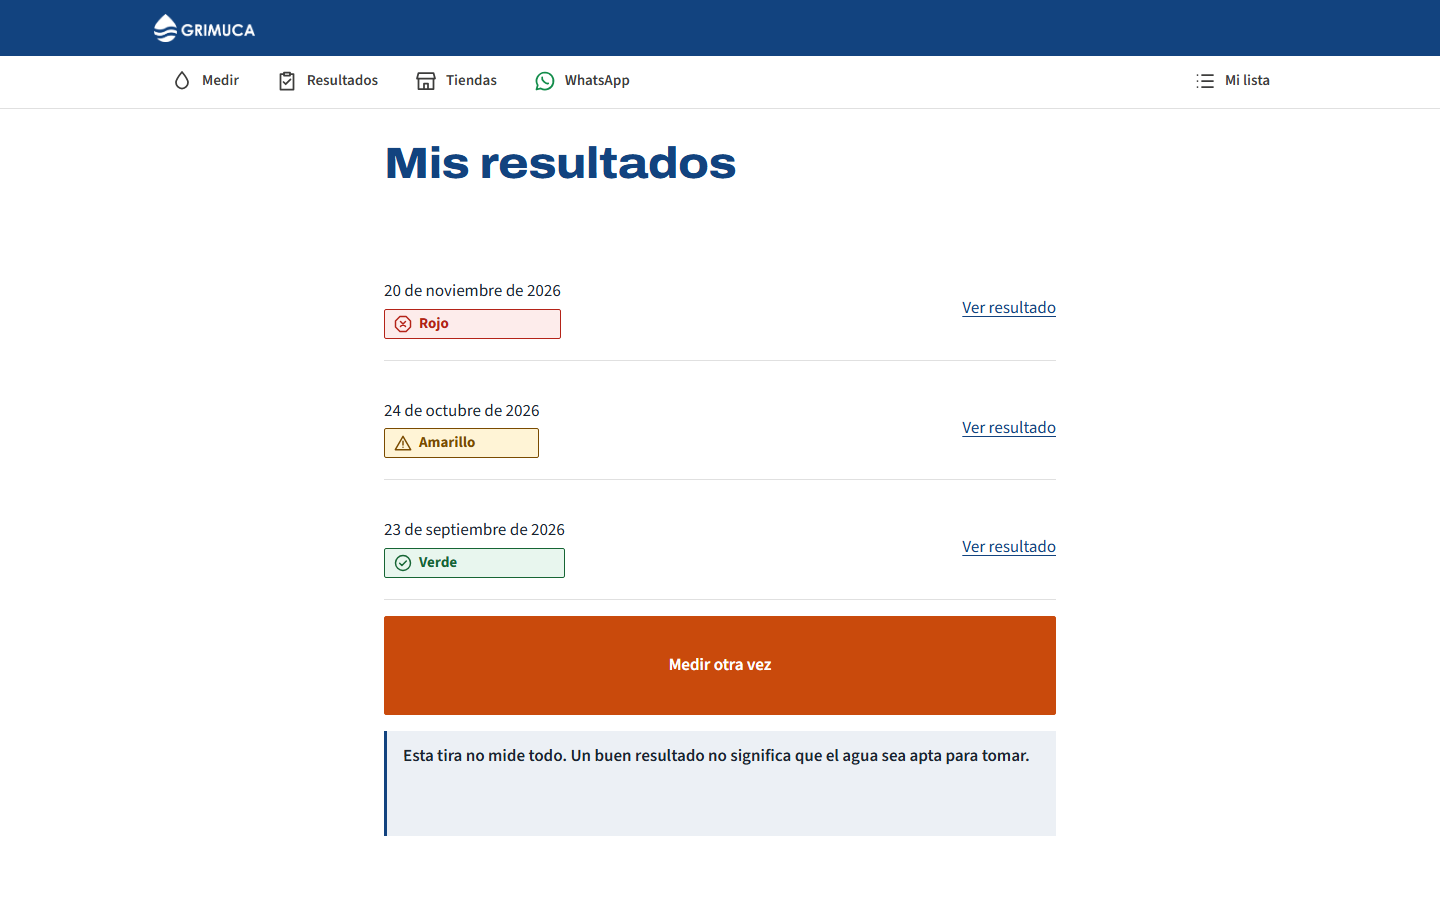 GRIMUCA
Medir
Resultados
Tiendas
WhatsApp
Mi lista
Mis resultados
20 de noviembre de 2026
Rojo
Ver resultado
24 de octubre de 2026
Amarillo
Ver resultado
23 de septiembre de 2026
Verde
Ver resultado
Medir otra vez
Esta tira no mide todo. Un buen resultado no significa que el agua sea apta para tomar.